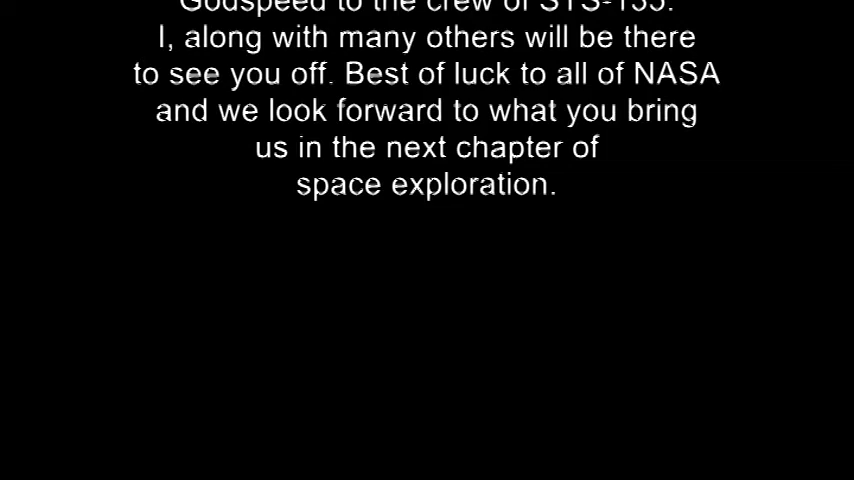 Godspeed to the crew of STS-135.
I, along with many others will be there
to see you off. Best of luck to all of NASA
and we look forward to what you bring
us in the next chapter of
space exploration.